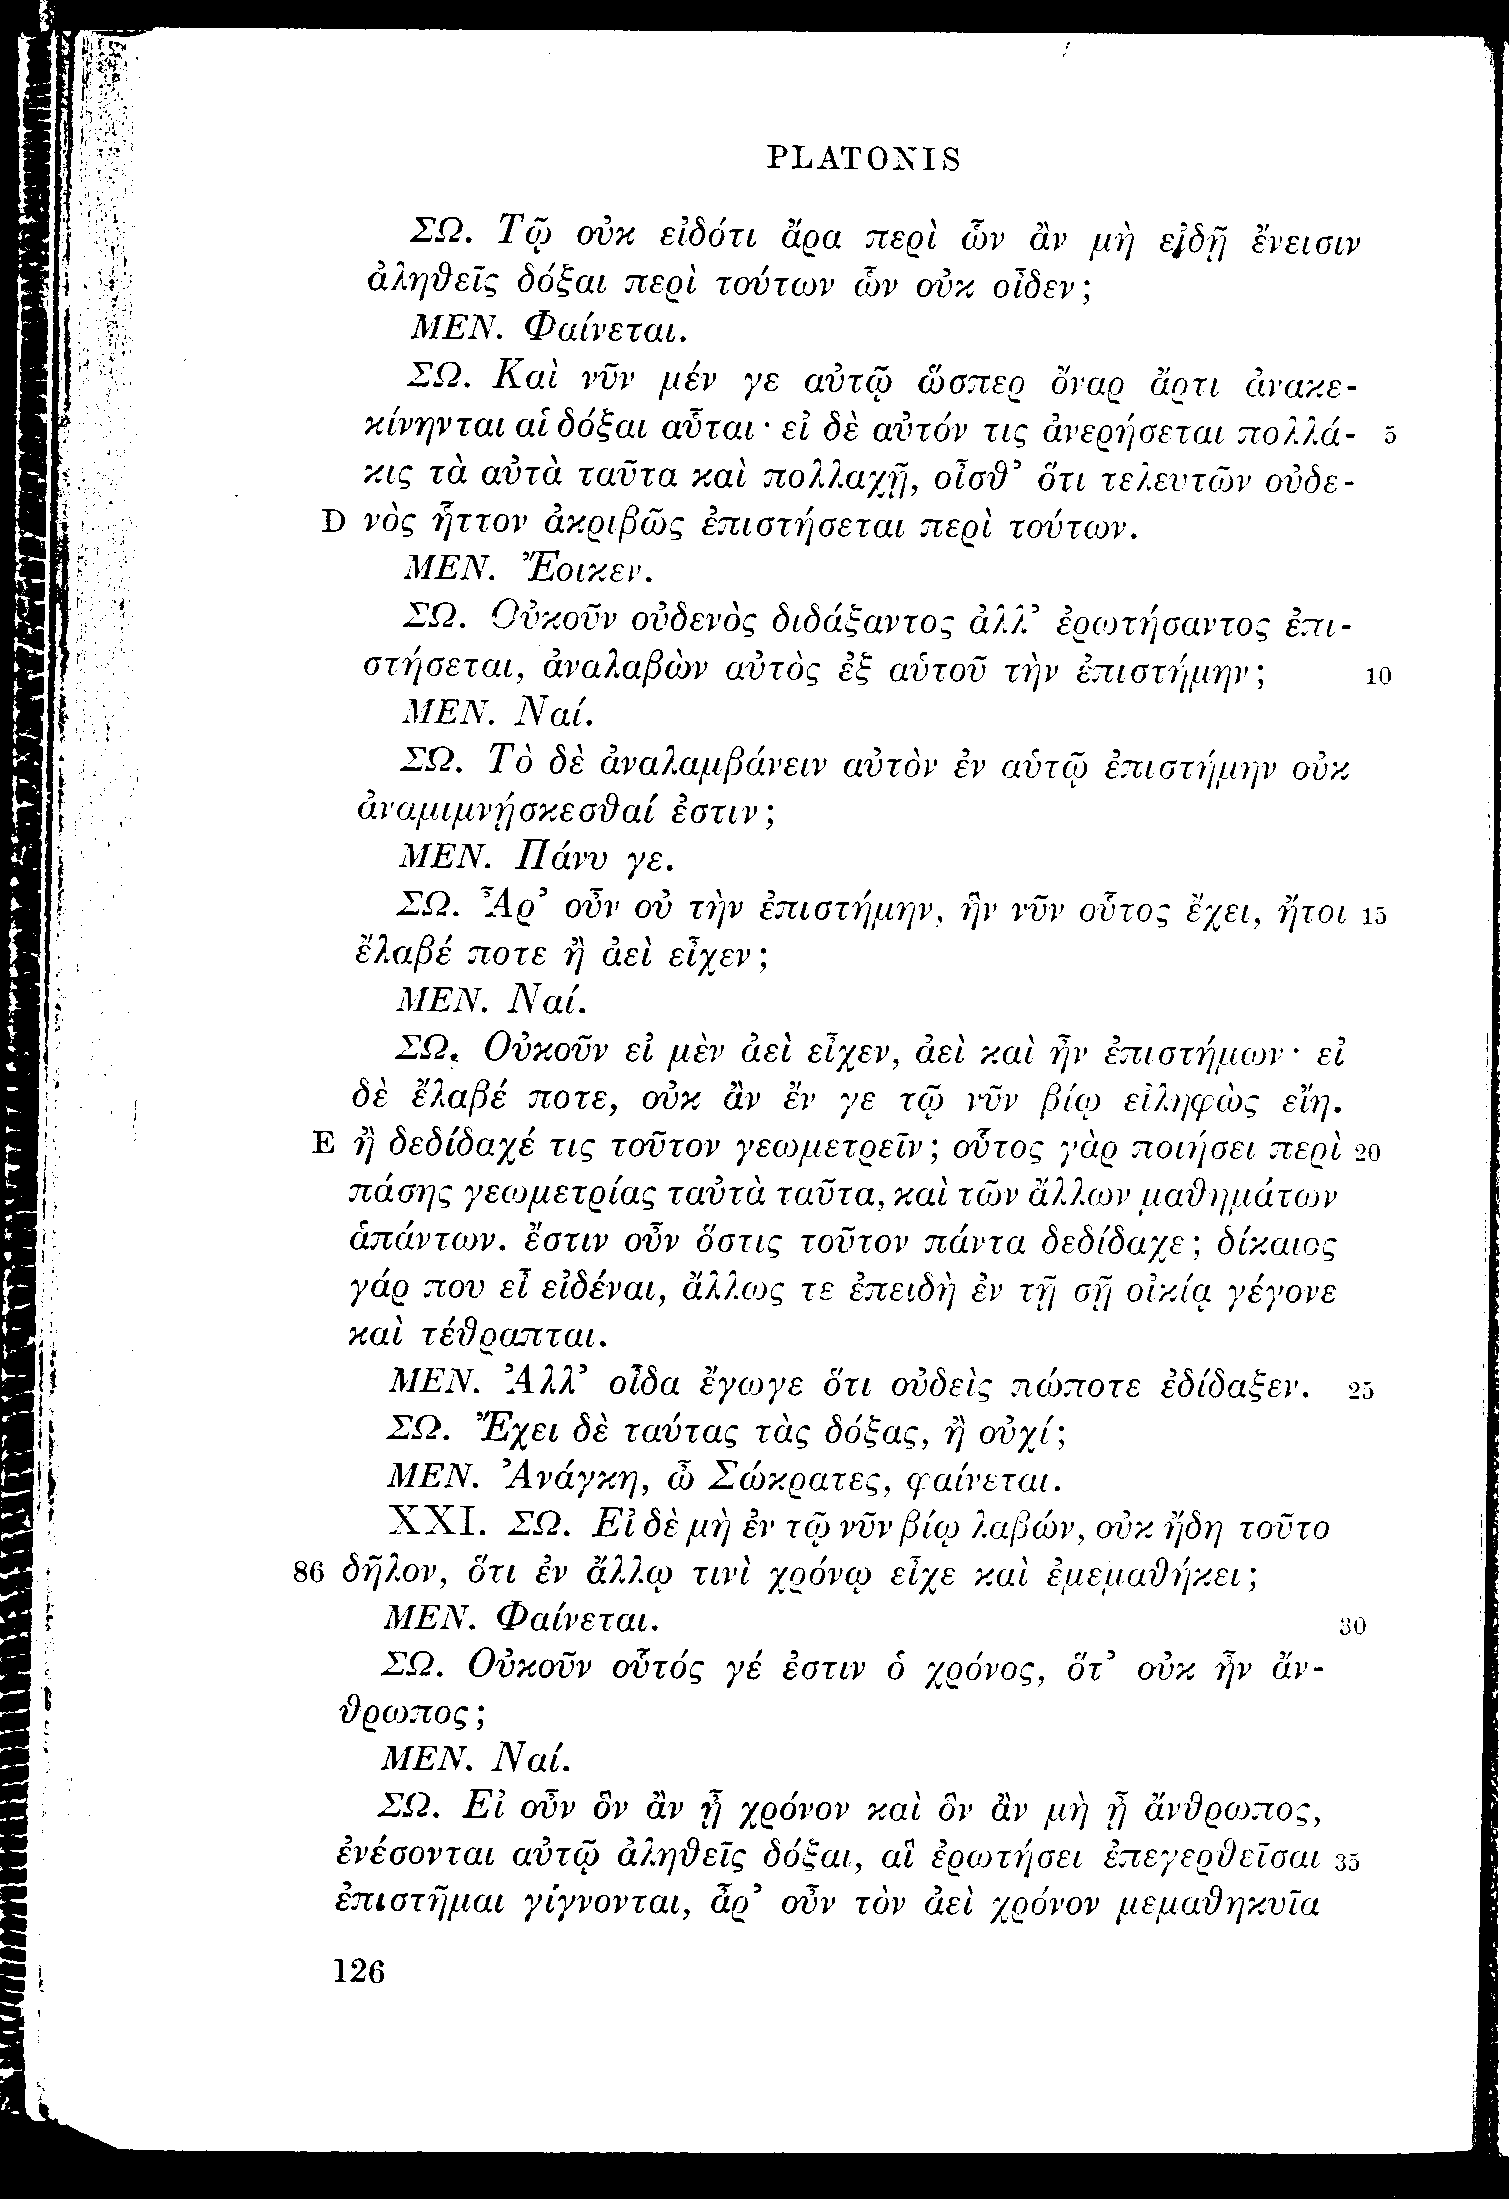 PLATONIS
ΣΩ. Τῷ οὐκ εἰδότι ἄρα περὶ ὧν ἂν μὴ εἰδῇ ἔνεισιν
ἀληθεῖς δόξαι περὶ τούτων ὧν οὐκ οἶδεν;
ΜΕΝ. Φαίνεται.
ΣΩ. Καὶ νῦν μέν γε αὐτῷ ὥσπερ ὄναρ ἄρτι ἀνακε-
κίνηνται αἱ δόξαι αὗται· εἰ δὲ αὐτόν τις ἀνερήσεται πολλά- 5
κις τὰ αὐτὰ ταῦτα καὶ πολλαχῇ, οἶσθ᾽ ὅτι τελευτῶν οὐδε-
D νὸς ἧττον ἀκριβῶς ἐπιστήσεται περὶ τούτων.
ΜΕΝ. Ἔοικεν.
ΣΩ. Οὐκοῦν οὐδενὸς διδάξαντος ἀλλ᾽ ἐρωτήσαντος ἐπι-
στήσεται, ἀναλαβὼν αὐτὸς ἐξ αὑτοῦ τὴν ἐπιστήμην; 10
ΜΕΝ. Ναί.
ΣΩ. Τὸ δὲ ἀναλαμβάνειν αὐτὸν ἐν αὑτῷ ἐπιστήμην οὐκ
ἀναμιμνῄσκεσθαί ἐστιν;
ΜΕΝ. Πάνυ γε.
ΣΩ. Ἆρ᾽ οὖν οὐ τὴν ἐπιστήμην, ἣν νῦν οὗτος ἔχει, ἤτοι 15
ἔλαβέ ποτε ἢ ἀεὶ εἶχεν;
ΜΕΝ. Ναί.
ΣΩ. Οὐκοῦν εἰ μὲν ἀεὶ εἶχεν, ἀεὶ καὶ ἦν ἐπιστήμων· εἰ
δὲ ἔλαβέ ποτε, οὐκ ἂν ἔν γε τῷ νῦν βίῳ εἰληφὼς εἴη.
E ἢ δεδίδαχέ τις τοῦτον γεωμετρεῖν; οὗτος γὰρ ποιήσει περὶ 20
πάσης γεωμετρίας ταὐτὰ ταῦτα, καὶ τῶν ἄλλων μαθημάτων
ἁπάντων. ἔστιν οὖν ὅστις τοῦτον πάντα δεδίδαχε; δίκαιος
γάρ που εἶ εἰδέναι, ἄλλως τε ἐπειδὴ ἐν τῇ σῇ οἰκίᾳ γέγονε
καὶ τέθραπται.
ΜΕΝ. Ἀλλ᾽ οἶδα ἔγωγε ὅτι οὐδεὶς πώποτε ἐδίδαξεν. 25
ΣΩ. Ἔχει δὲ ταύτας τὰς δόξας, ἢ οὐχί;
ΜΕΝ. Ἀνάγκη, ὦ Σώκρατες, φαίνεται.
XXI. ΣΩ. Εἰ δὲ μὴ ἐν τῷ νῦν βίῳ λαβών, οὐκ ἤδη τοῦτο
86 δῆλον, ὅτι ἐν ἄλλῳ τινὶ χρόνῳ εἶχε καὶ ἐμεμαθήκει;
ΜΕΝ. Φαίνεται. 30
ΣΩ. Οὐκοῦν οὗτός γέ ἐστιν ὁ χρόνος, ὅτ᾽ οὐκ ἦν ἄν-
θρωπος;
ΜΕΝ. Ναί.
ΣΩ. Εἰ οὖν ὃν ἂν ᾖ χρόνον καὶ ὃν ἂν μὴ ᾖ ἄνθρωπος,
ἐνέσονται αὐτῷ ἀληθεῖς δόξαι, αἳ ἐρωτήσει ἐπεγερθεῖσαι 35
ἐπιστῆμαι γίγνονται, ἆρ᾽ οὖν τὸν ἀεὶ χρόνον μεμαθηκυῖα
126